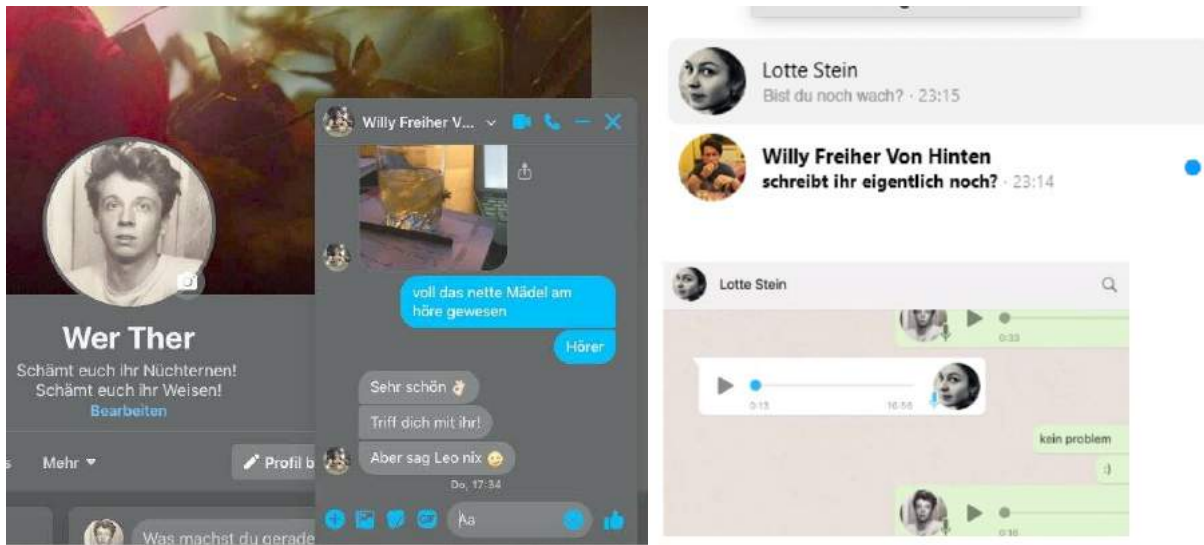 Willy Freiher V...
voll das nette Mädel am
höre gewesen
Hörer
Wer Ther
Schämt euch ihr Nüchternen!
Schämt euch ihr Weisen!
Bearbeiten
Sehr schön 👌🏻
Triff dich mit ihr!
Aber sag Leo nix 😉
Do, 17:34
s Mehr
Profil b
GIF
Aa
Was machst du gerade
Lotte Stein
Bist du noch wach? · 23:15
Willy Freiher Von Hinten
schreibt ihr eigentlich noch? · 23:14
Lotte Stein
0:33
0:15 16:56
kein problem
:)
0:16